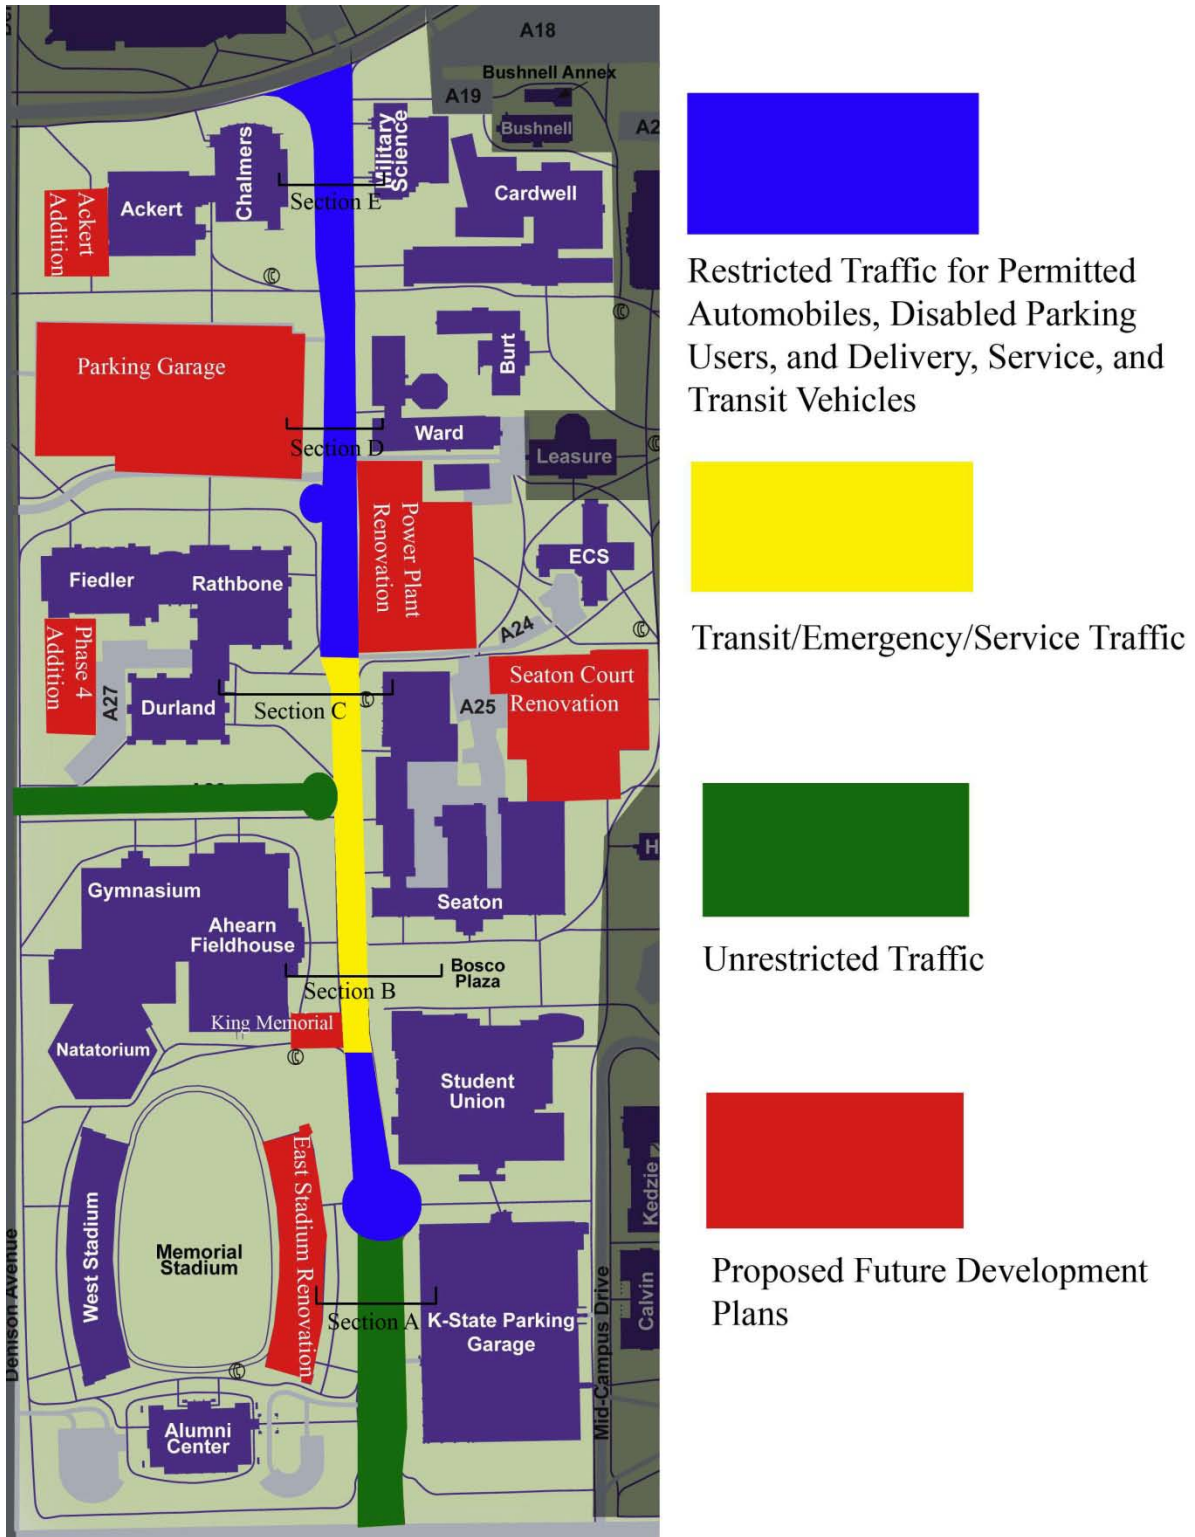 A18
Bushnell Annex
A19
Bushnell
A2
Chalmers
Military
Science
Cardwell
Ackert
Ackert
Addition
Section E
Parking Garage
Burt
Section D
Ward
Leasure
Power Plant
Renovation
Fiedler
Rathbone
ECS
A24
Phase 4
Addition
A27
Durland
Section C
A25
Seaton Court
Renovation
Gymnasium
Ahearn
Fieldhouse
Seaton
H
Section B
Bosco
Plaza
King Memorial
Natatorium
Student
Union
Kedzie
West Stadium
Memorial
Stadium
East Stadium Renovation
Section A
K-State Parking
Garage
Calvin
Denison Avenue
Mid-Campus Drive
Alumni
Center
Restricted Traffic for Permitted
Automobiles, Disabled Parking
Users, and Delivery, Service, and
Transit Vehicles
Transit/Emergency/Service Traffic
Unrestricted Traffic
Proposed Future Development
Plans